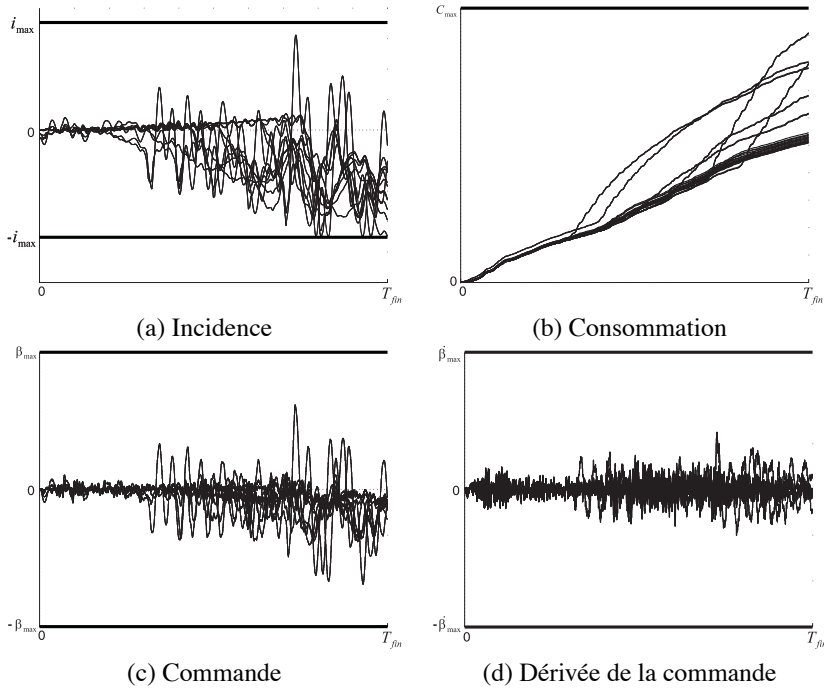 i_max
0
-i_max
0
T_fin
(a) Incidence
C_max
0
0
T_fin
(b) Consommation
β_max
0
-β_max
0
T_fin
(c) Commande
β̇_max
0
-β̇_max
0
T_fin
(d) Dérivée de la commande